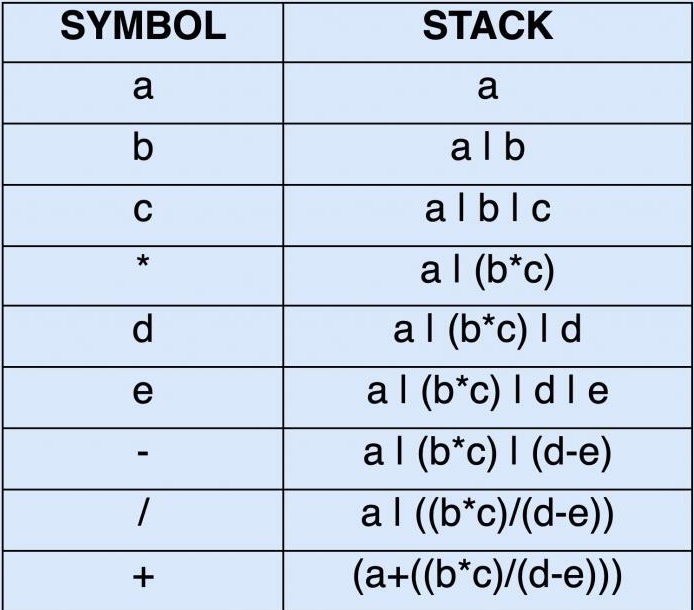 SYMBOL STACK
a a
b a | b
c a | b | c
* a | (b*c)
d a | (b*c) | d
e a | (b*c) | d | e
- a | (b*c) | (d-e)
/ a | ((b*c)/(d-e))
+ (a+((b*c)/(d-e)))